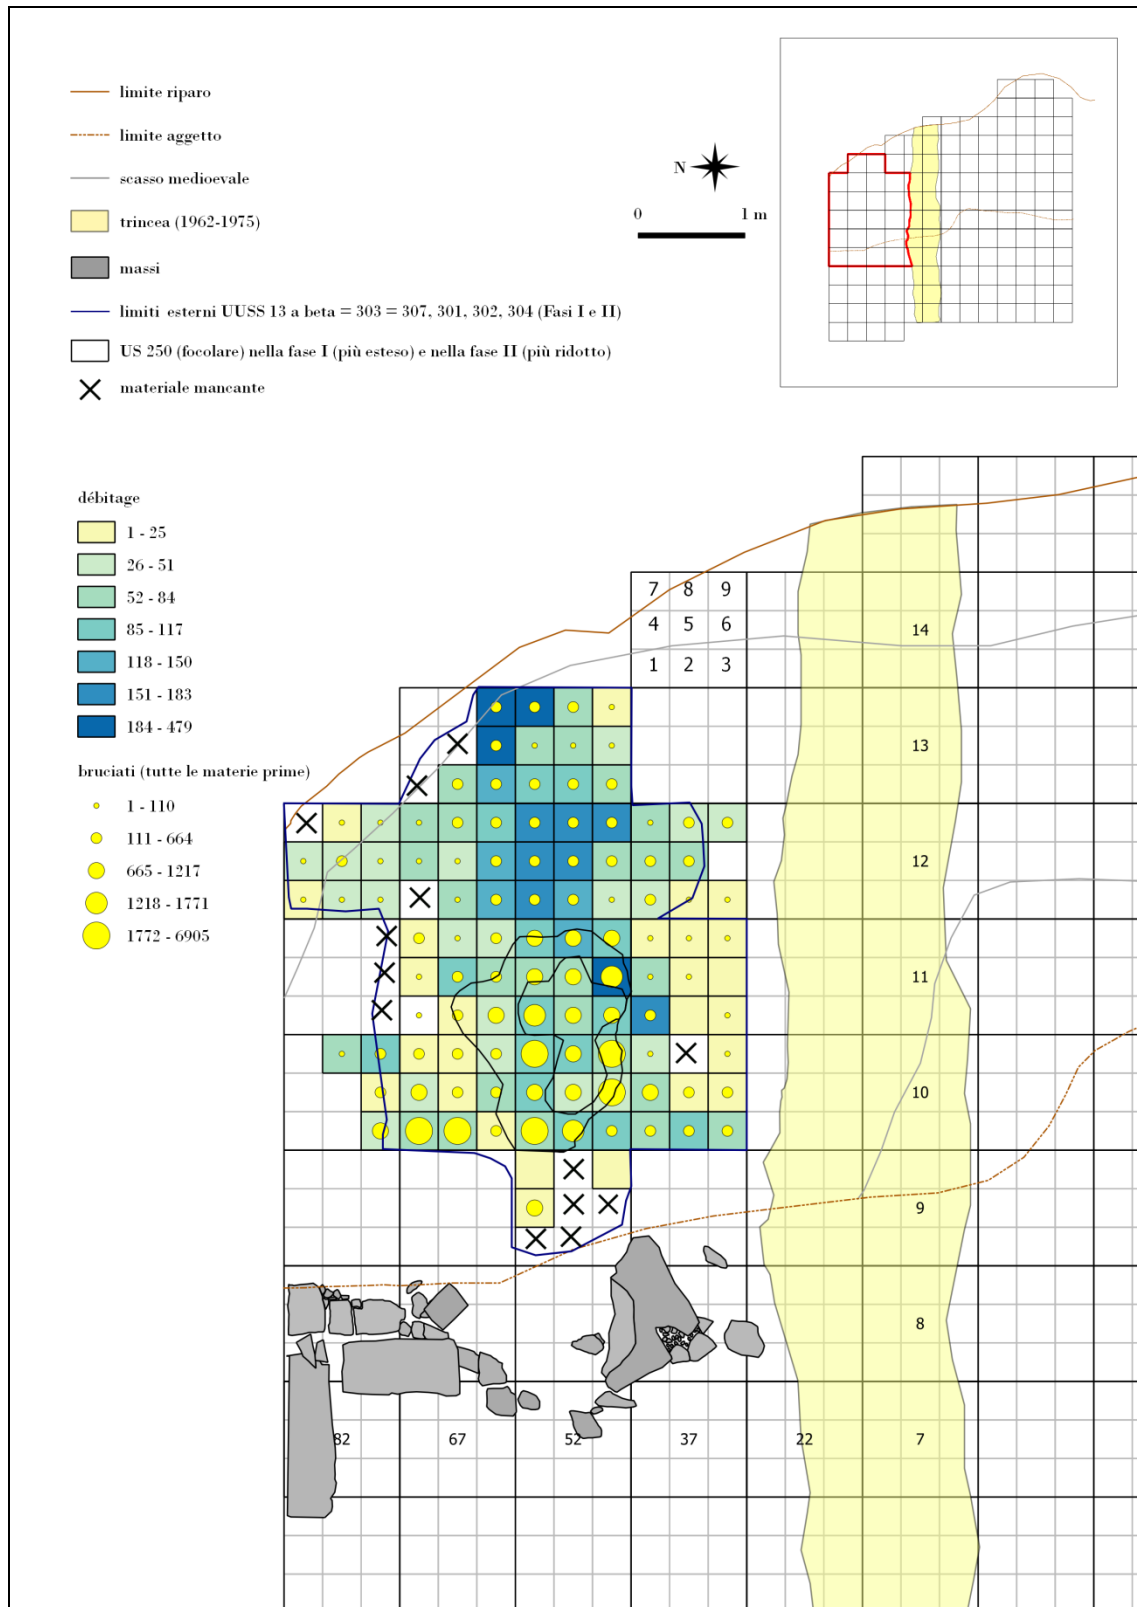 limite riparo
limite aggetto
scasso medioevale
trincea (1962-1975)
massi
limiti esterni UUSS 13 a beta = 303 = 307, 301, 302, 304 (Fasi I e II)
US 250 (focolare) nella fase I (più esteso) e nella fase II (più ridotto)
materiale mancante
N
0 1 m
débitage
1 - 25
26 - 51
52 - 84
85 - 117
118 - 150
151 - 183
184 - 479
bruciati (tutte le materie prime)
1 - 110
111 - 664
665 - 1217
1218 - 1771
1772 - 6905
7 8 9
4 5 6
1 2 3
14
13
12
11
10
9
8
82 67 52 37 22 7